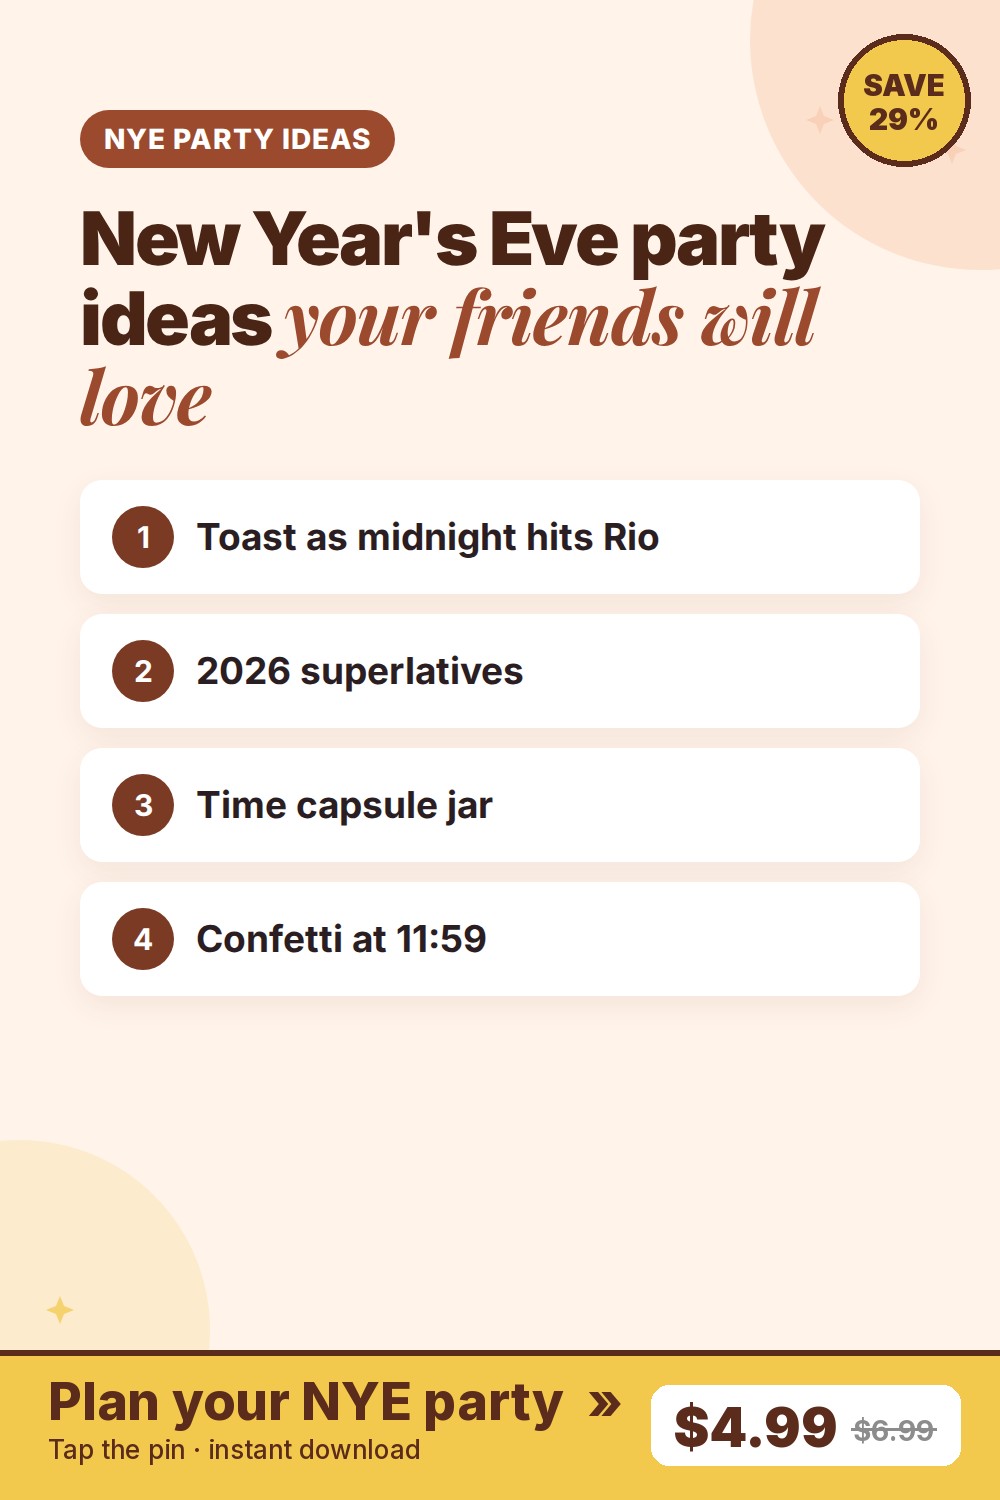 SAVE
29%
NYE PARTY IDEAS
New Year's Eve party
ideas your friends will
love
1 Toast as midnight hits Rio
2 2026 superlatives
3 Time capsule jar
4 Confetti at 11:59
Plan your NYE party »
Tap the pin · instant download
$4.99 $6.99